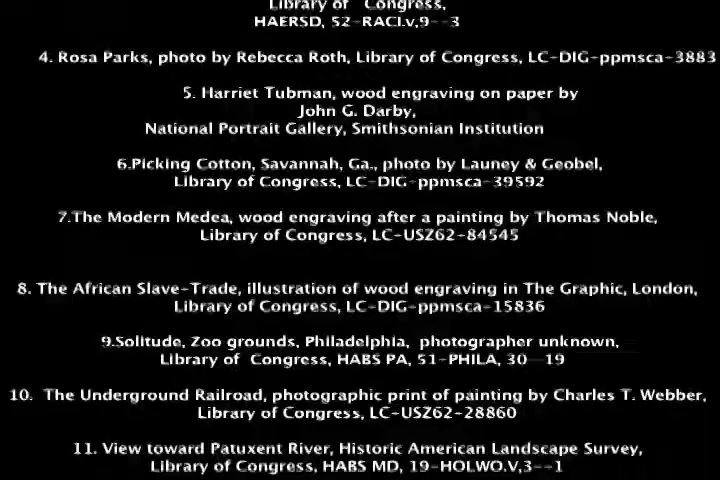 Library of Congress,
HAERSD, 52-RACI.v,9--3
4. Rosa Parks, photo by Rebecca Roth, Library of Congress, LC-DIG-ppmsca-3883
5. Harriet Tubman, wood engraving on paper by
John G. Darby,
National Portrait Gallery, Smithsonian Institution
6.Picking Cotton, Savannah, Ga., photo by Launey & Goebel,
Library of Congress, LC-DIG-ppmsca-39592
7.The Modern Medea, wood engraving after a painting by Thomas Noble,
Library of Congress, LC-USZ62-84545
8. The African Slave-Trade, illustration of wood engraving in The Graphic, London,
Library of Congress, LC-DIG-ppmsca-15836
9.Solitude, Zoo grounds, Philadelphia, photographer unknown,
Library of Congress, HABS PA, 51-PHILA, 30--19
10. The Underground Railroad, photographic print of painting by Charles T. Webber,
Library of Congress, LC-USZ62-28860
11. View toward Patuxent River, Historic American Landscape Survey,
Library of Congress, HABS MD, 19-HOLWO.V,3--1